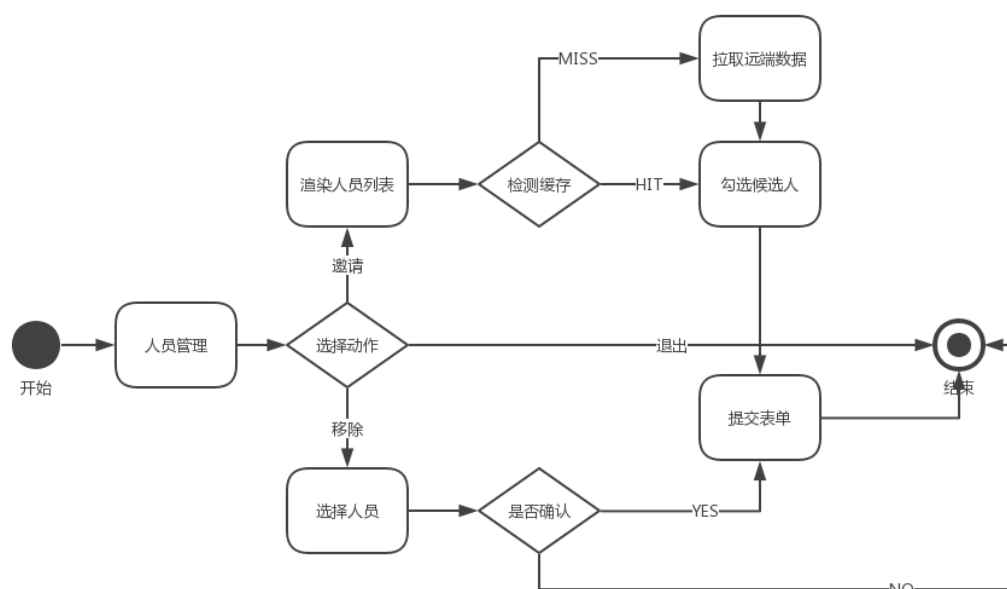 MISS
拉取远端数据
渲染人员列表
检测缓存
HIT
勾选候选人
邀请
开始
人员管理
选择动作
退出
结束
移除
提交表单
选择人员
是否确认
YES
NO